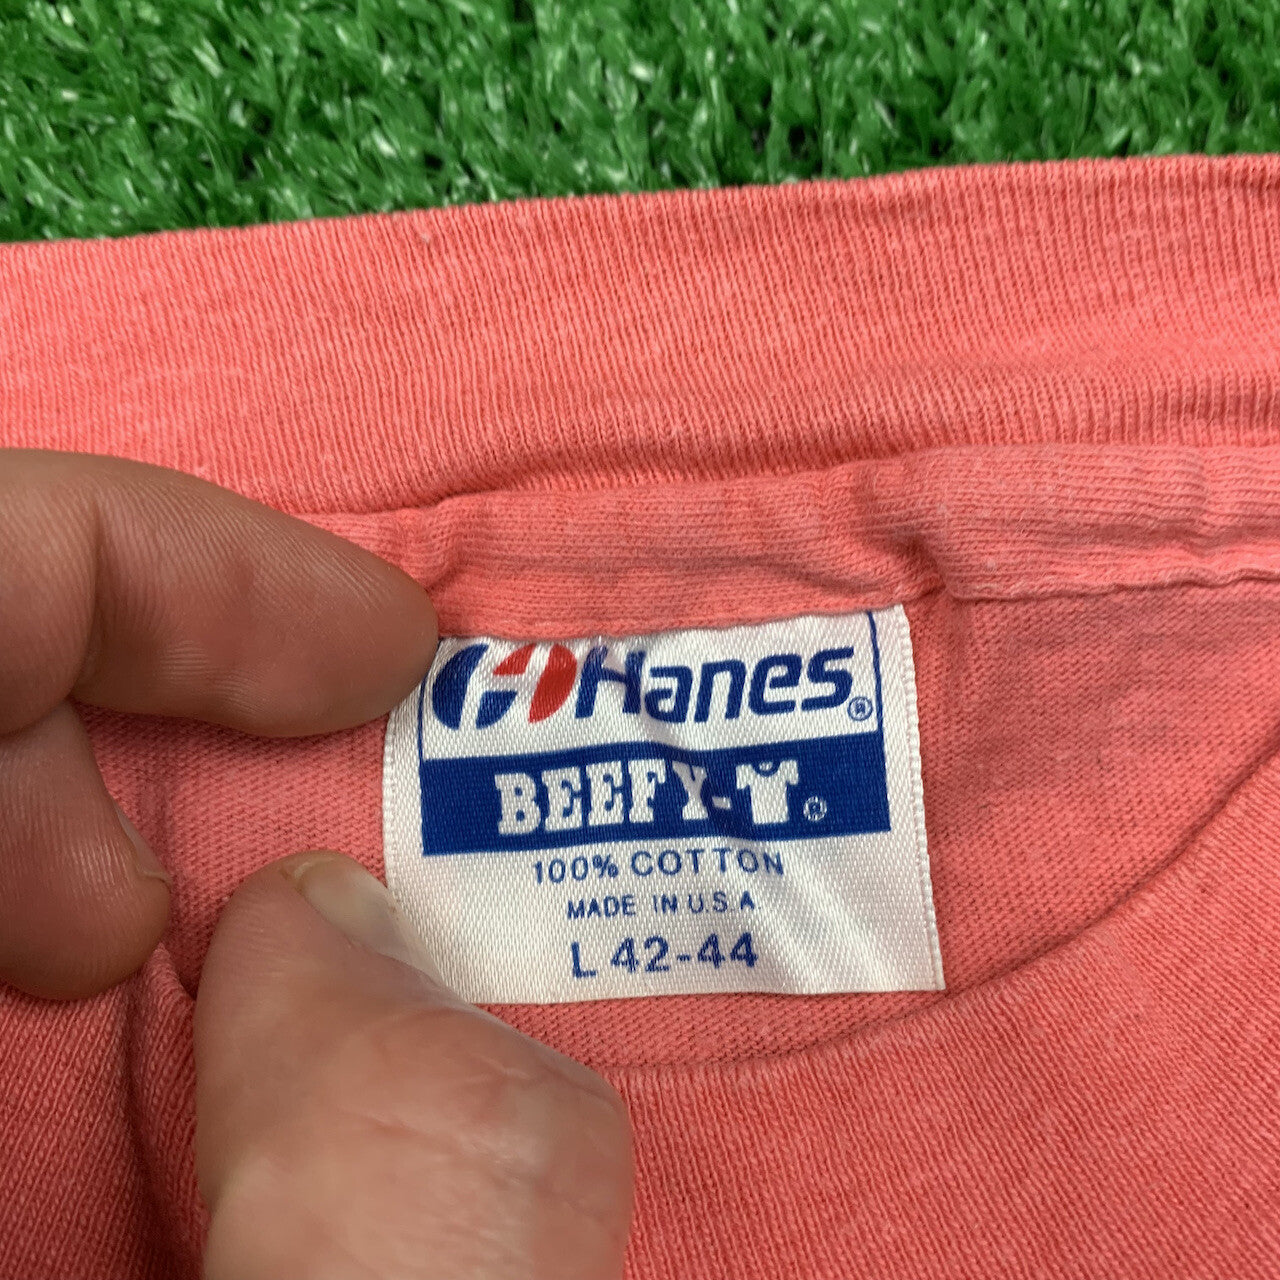 Hanes®
BEEFY-T®
100% COTTON
MADE IN U.S.A
L 42-44